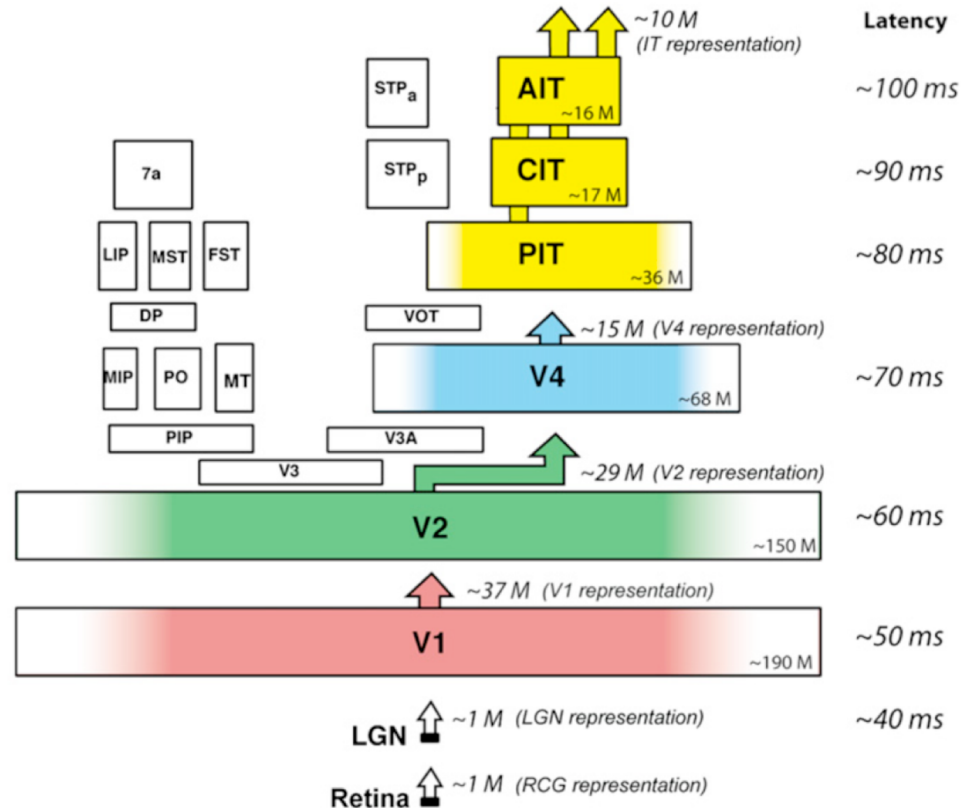 ~10 M
(IT representation)
Latency
STPa
AIT
~16 M
~100 ms
7a
STPp
CIT
~17 M
~90 ms
LIP
MST
FST
PIT
~36 M
~80 ms
DP
VOT
~15 M (V4 representation)
MIP
PO
MT
V4
~68 M
~70 ms
PIP
V3A
V3
~29 M (V2 representation)
V2
~150 M
~60 ms
~37 M (V1 representation)
V1
~190 M
~50 ms
LGN
~1 M (LGN representation)
~40 ms
Retina
~1 M (RCG representation)